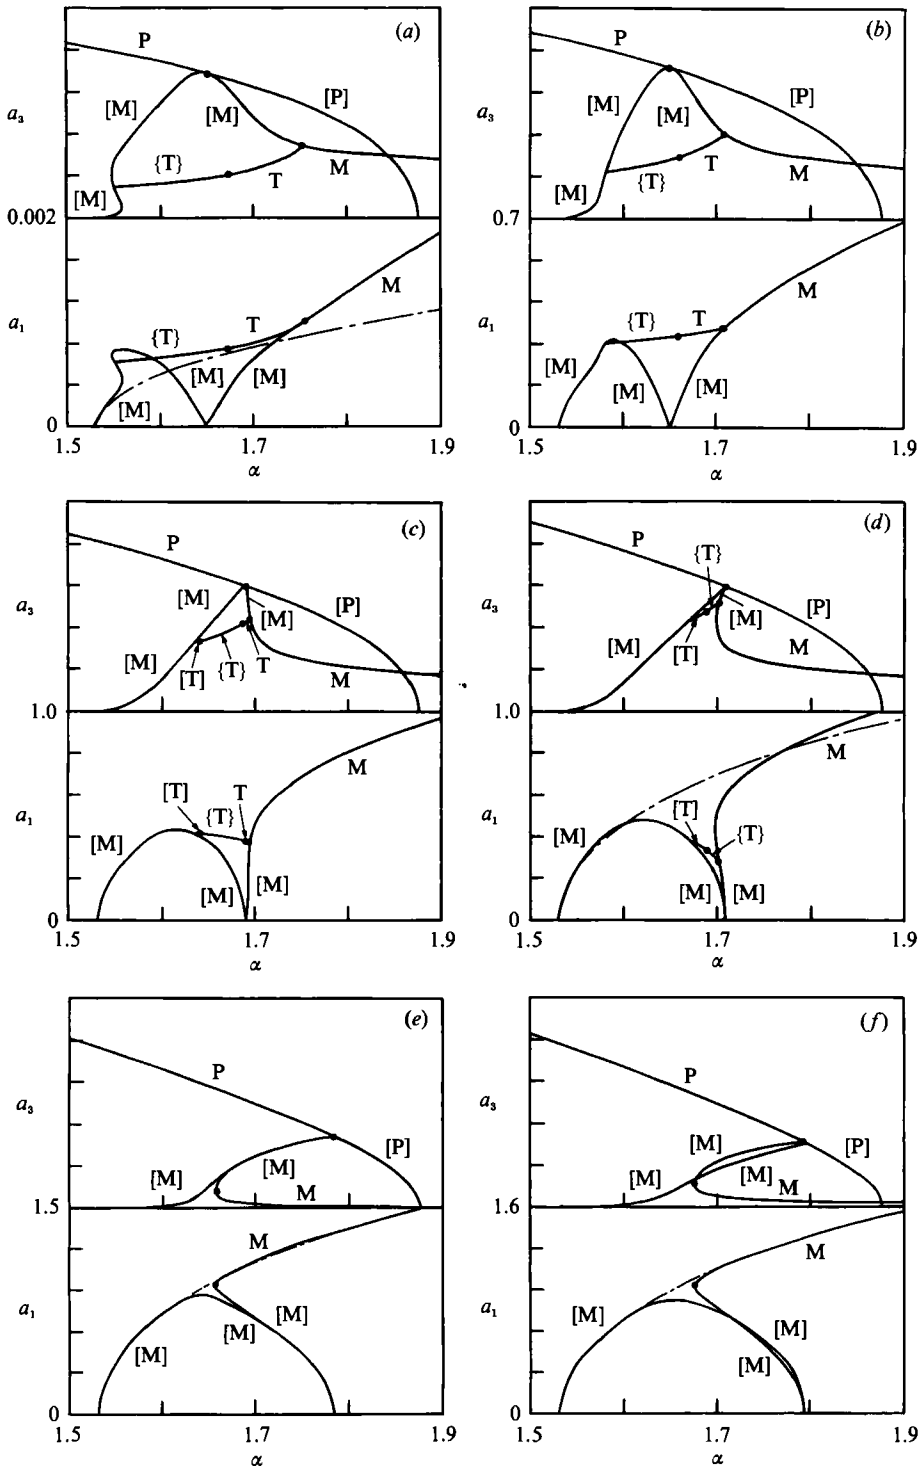 P (a)
[M] [M] [P]
a₃
{T} T M
[M]
0.002
M
a₁ {T} T
[M] [M]
[M]
0
1.5 1.7 1.9
α
P (b)
[M] [M] [P]
a₃
{T} T M
[M]
0.7
M
a₁ {T} T
[M] [M] [M]
0
1.5 1.7 1.9
α
P (c)
[M] [M] [P]
a₃
[M] [T] {T} T M
1.0
M
[T] {T} T
a₁
[M] [M] [M]
0
1.5 1.7 1.9
α
P (d)
{T}
[M] [P]
a₃
[M] [T] M
1.0
M
[T] {T}
a₁
[M] [M] [M]
0
1.5 1.7 1.9
α
P (e)
a₃
[M] [M] [P]
M
1.5
M
a₁
[M] [M] [M]
0
1.5 1.7 1.9
α
P (f)
a₃
[M] [P]
[M] [M] M
1.6
M
a₁
[M] [M] [M]
0
1.5 1.7 1.9
α